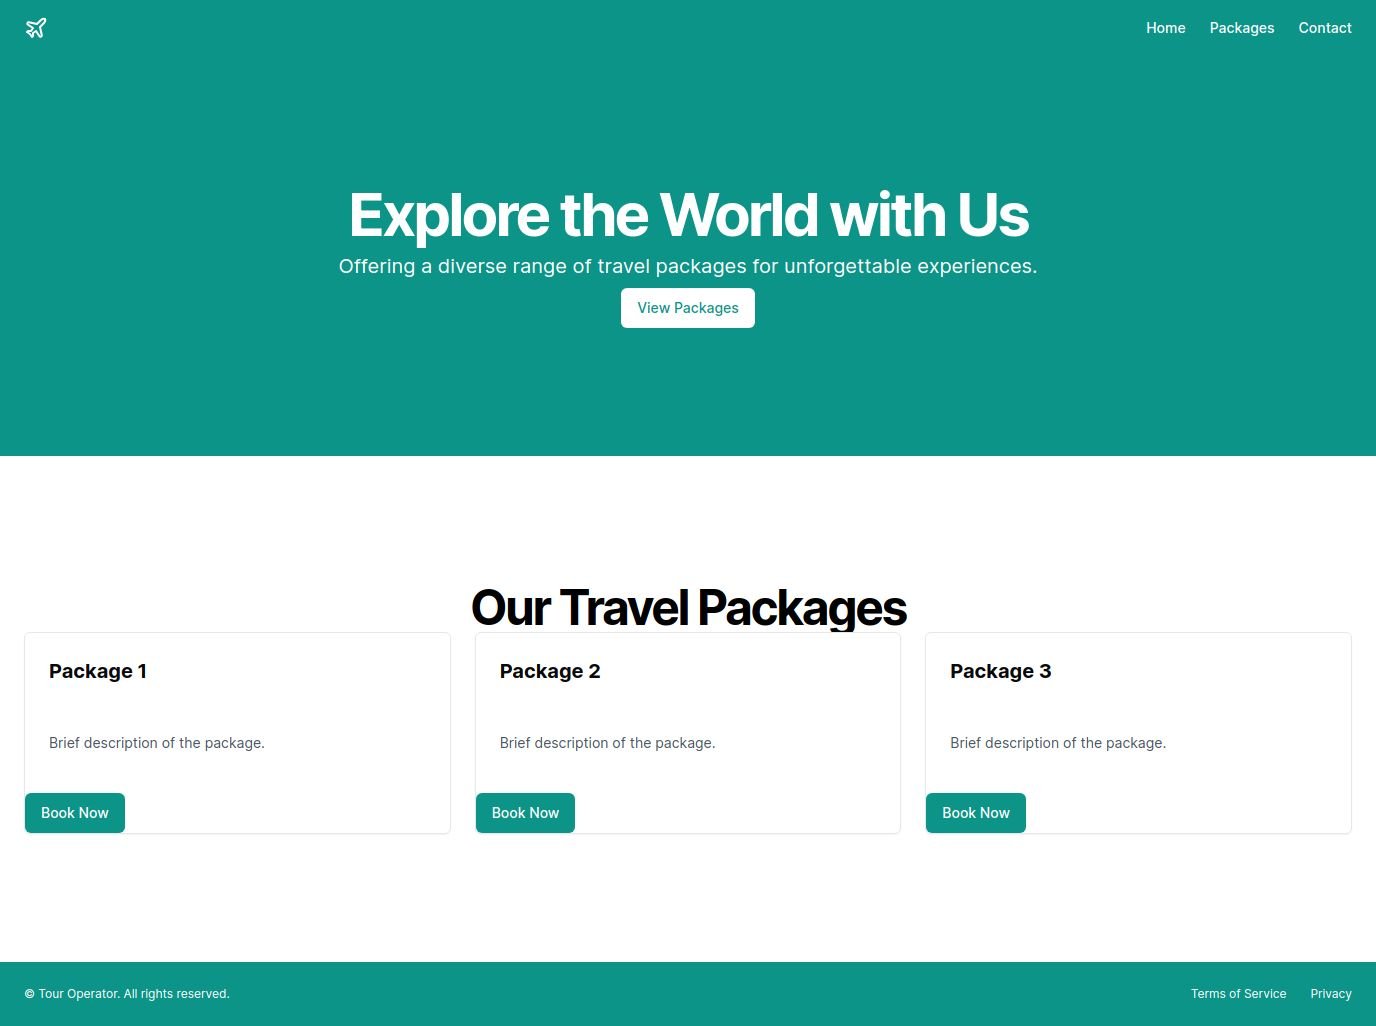 Home Packages Contact
Explore the World with Us
Offering a diverse range of travel packages for unforgettable experiences.
View Packages
Our Travel Packages
Package 1
Brief description of the package.
Book Now
Package 2
Brief description of the package.
Book Now
Package 3
Brief description of the package.
Book Now
© Tour Operator. All rights reserved.
Terms of Service Privacy